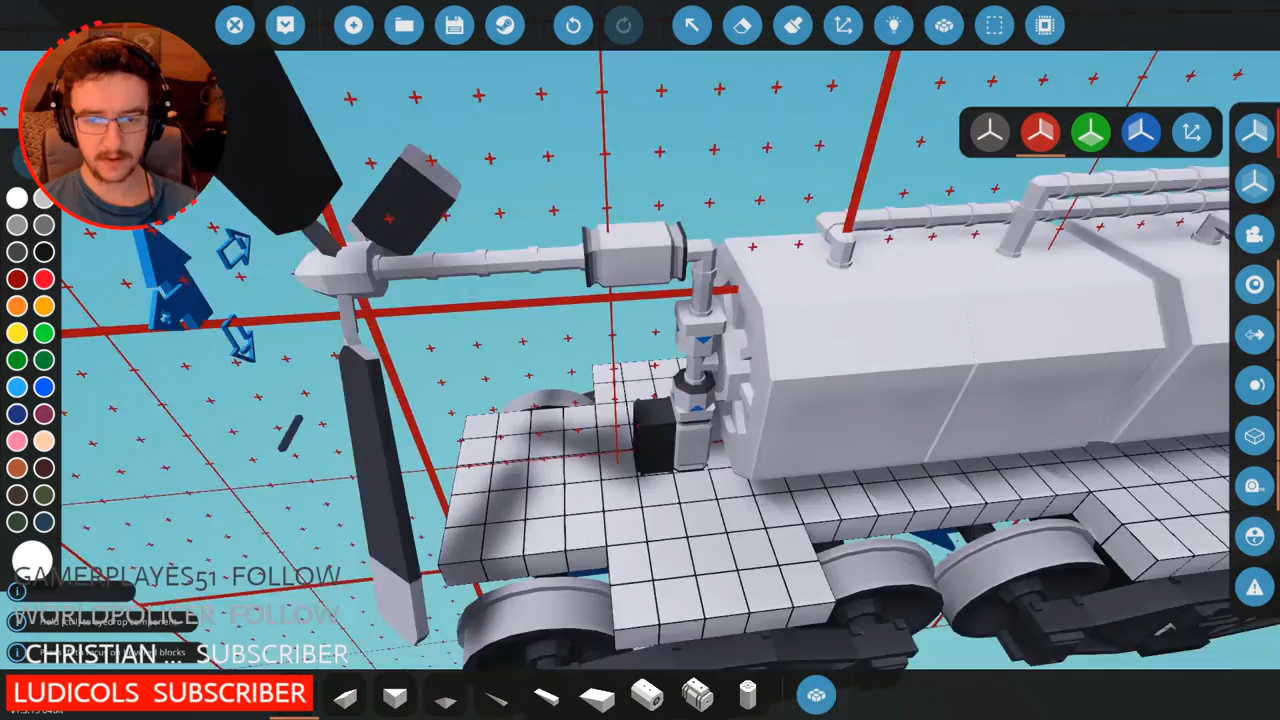 GAMERPLAYES51 FOLLOW
WORLDPOLICER FOLLOW
CHRISTIAN ... SUBSCRIBER
LUDICOLS SUBSCRIBER